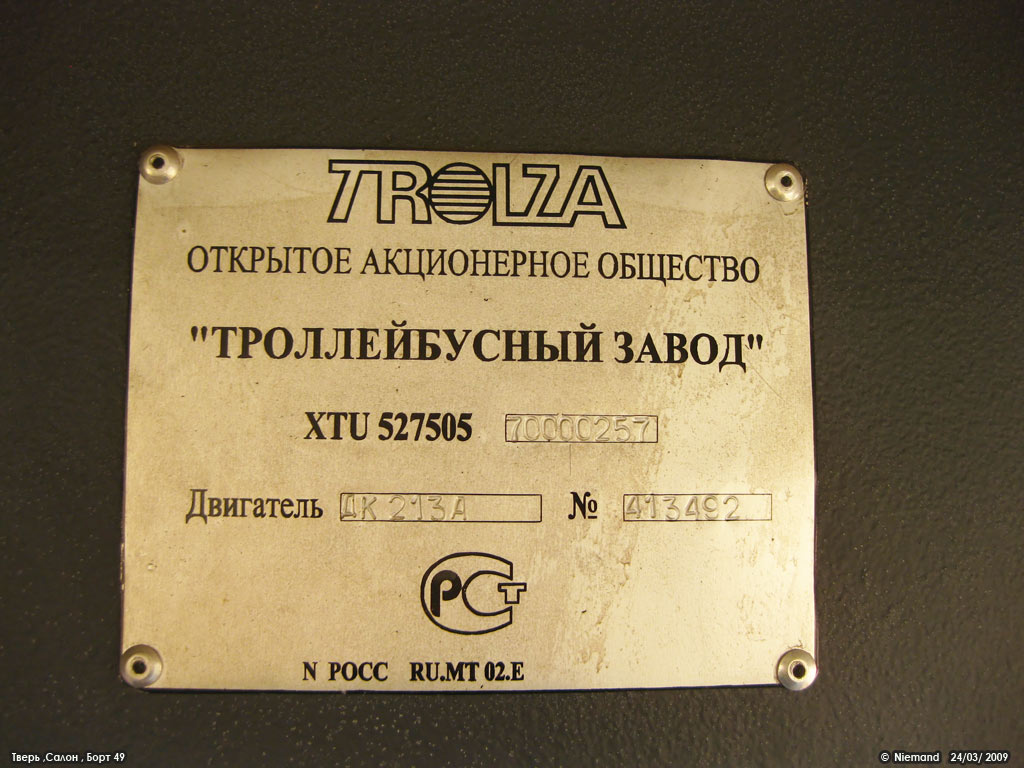 TROLZA
ОТКРЫТОЕ АКЦИОНЕРНОЕ ОБЩЕСТВО
"ТРОЛЛЕЙБУСНЫЙ ЗАВОД"
XTU 527505 70000257
Двигатель ДК 213А № 413492
РСТ
N РОСС RU.МТ 02.Е
Тверь ,Салон , Борт 49
© Niemand 24/03/ 2009